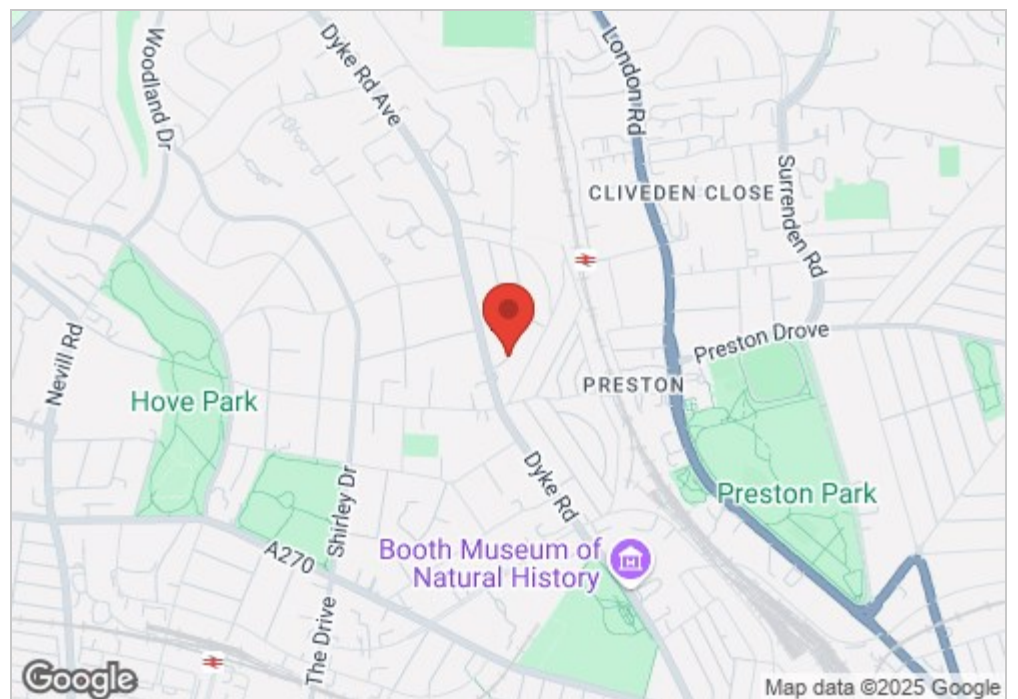 Woodland Dr
Dyke Rd Ave
London Rd
CLIVEDEN CLOSE
Surrenden Rd
Nevill Rd
Preston Drove
PRESTON
Hove Park
Shirley Dr
Dyke Rd
Preston Park
A270
Booth Museum of
Natural History
The Drive
Google
Map data ©2025 Google